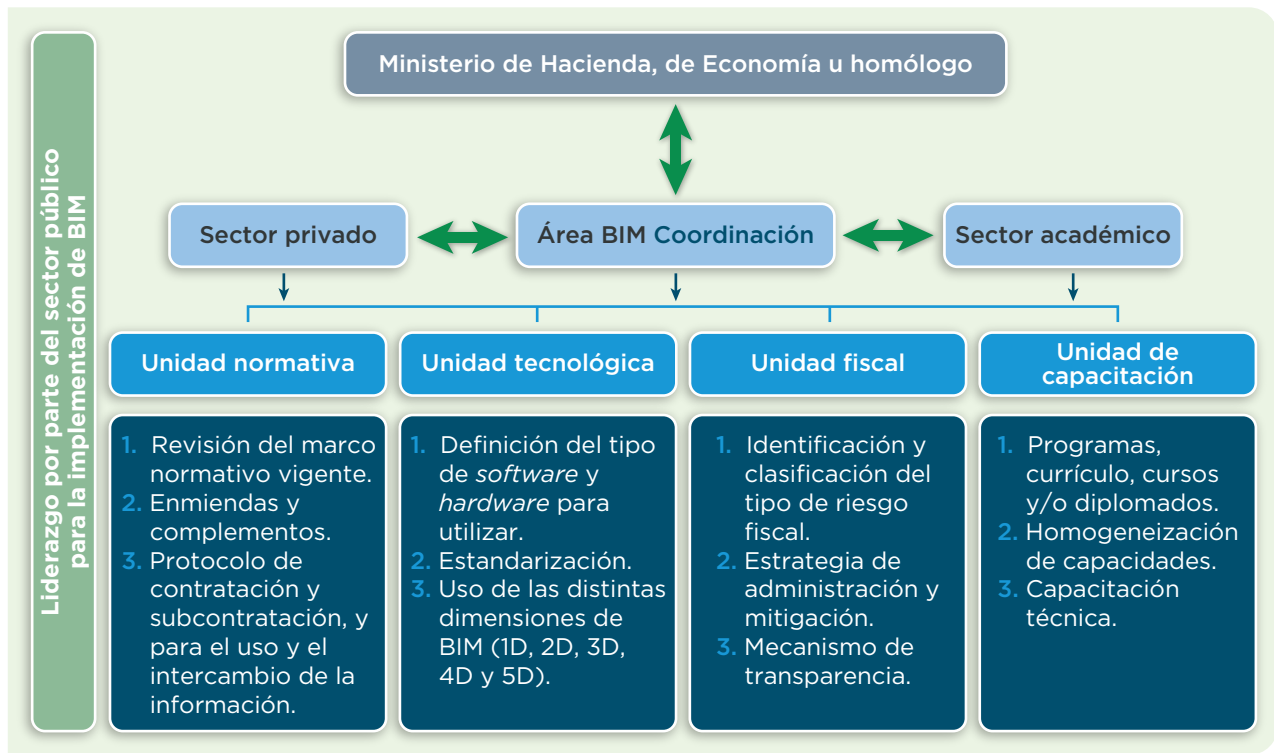 Liderazgo por parte del sector público
para la implementación de BIM
Ministerio de Hacienda, de Economía u homólogo
Sector privado
Área BIM Coordinación
Sector académico
Unidad normativa
1. Revisión del marco
normativo vigente.
2. Enmiendas y
complementos.
3. Protocolo de
contratación y
subcontratación, y
para el uso y el
intercambio de la
información.
Unidad tecnológica
1. Definición del tipo
de software y
hardware para
utilizar.
2. Estandarización.
3. Uso de las distintas
dimensiones de
BIM (1D, 2D, 3D,
4D y 5D).
Unidad fiscal
1. Identificación y
clasificación del
tipo de riesgo
fiscal.
2. Estrategia de
administración y
mitigación.
3. Mecanismo de
transparencia.
Unidad de
capacitación
1. Programas,
currículo, cursos
y/o diplomados.
2. Homogeneización
de capacidades.
3. Capacitación
técnica.